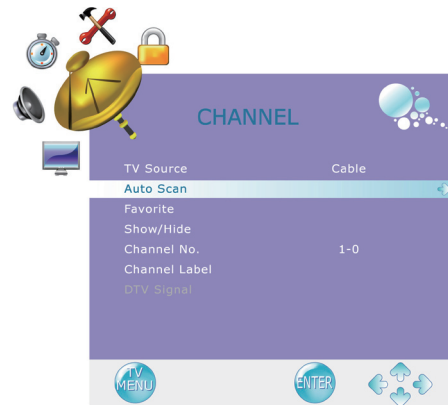 CHANNEL
TV Source Cable
Auto Scan
Favorite
Show/Hide
Channel No. 1-0
Channel Label
DTV Signal
TV
MENU
ENTER